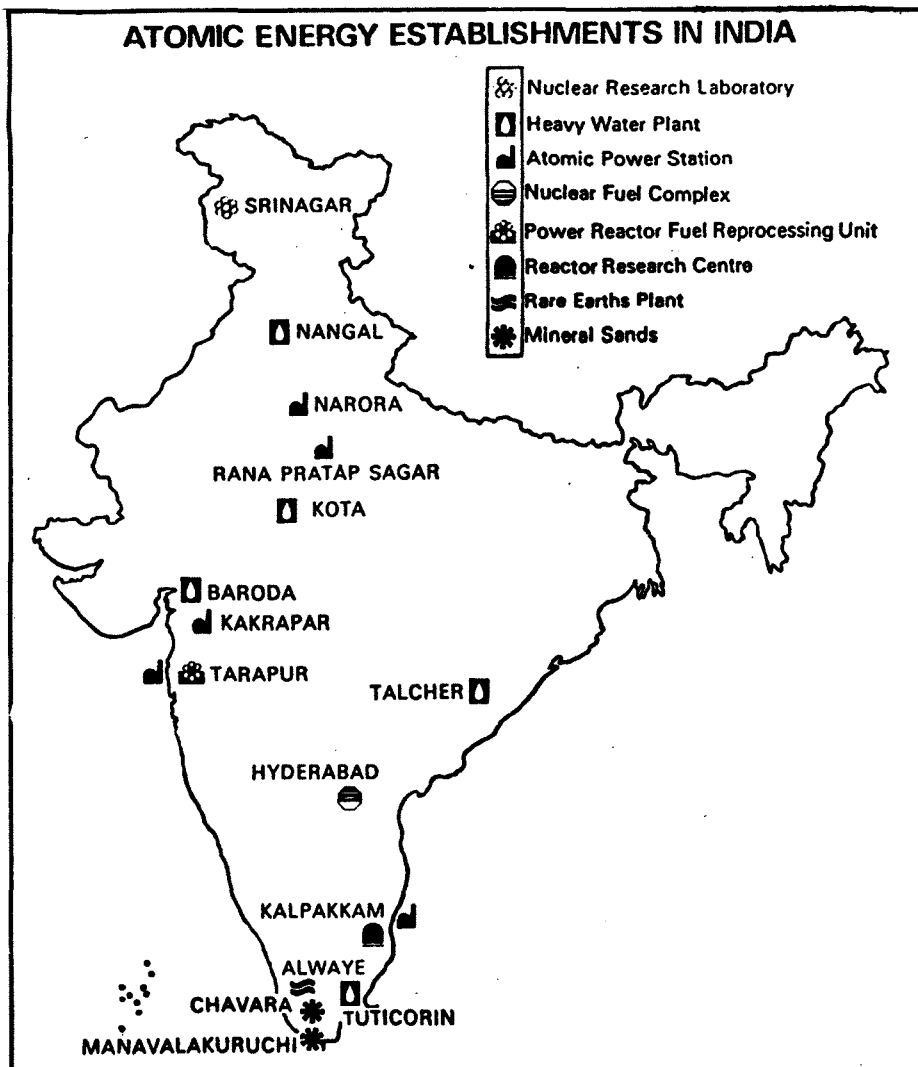 ATOMIC ENERGY ESTABLISHMENTS IN INDIA
Nuclear Research Laboratory
Heavy Water Plant
Atomic Power Station
Nuclear Fuel Complex
Power Reactor Fuel Reprocessing Unit
Reactor Research Centre
Rare Earths Plant
Mineral Sands
SRINAGAR
NANGAL
NARORA
RANA PRATAP SAGAR
KOTA
BARODA
KAKRAPAR
TARAPUR
TALCHER
HYDERABAD
KALPAKKAM
ALWAYE
CHAVARA
TUTICORIN
MANAVALAKURUCHI